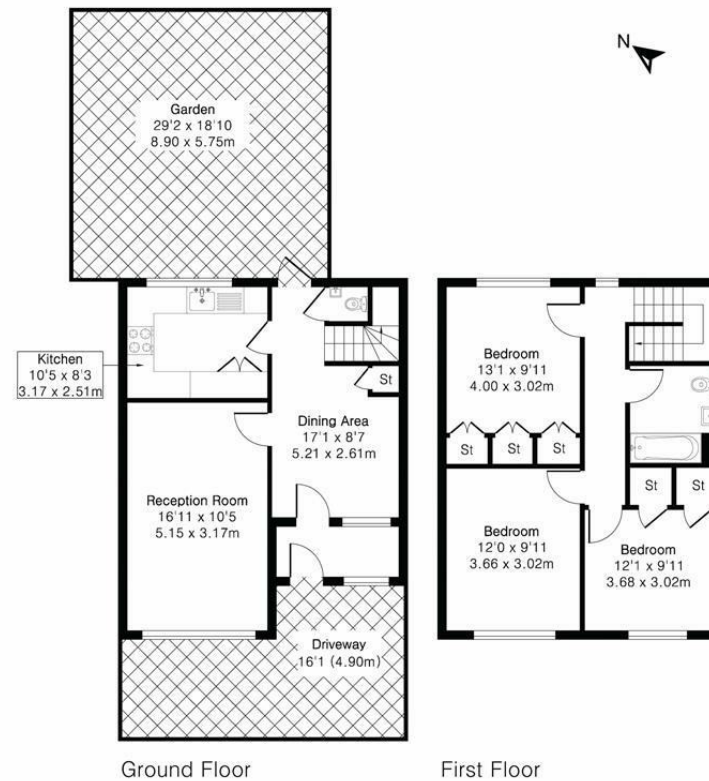 N
Garden
29'2 x 18'10
8.90 x 5.75m
Kitchen
10'5 x 8'3
3.17 x 2.51m
St
Dining Area
17'1 x 8'7
5.21 x 2.61m
Reception Room
16'11 x 10'5
5.15 x 3.17m
Driveway
16'1 (4.90m)
Ground Floor
Bedroom
13'1 x 9'11
4.00 x 3.02m
St
St
St
St
St
Bedroom
12'0 x 9'11
3.66 x 3.02m
Bedroom
12'1 x 9'11
3.68 x 3.02m
First Floor